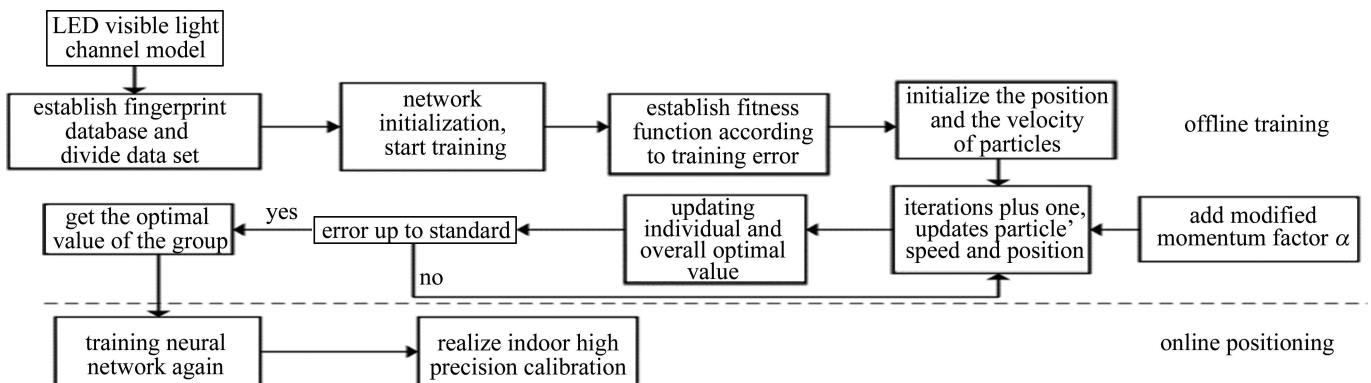 LED visible light
channel model
establish fingerprint
database and
divide data set
network
initialization,
start training
establish fitness
function according
to training error
initialize the position
and the velocity
of particles
offline training
get the optimal
value of the group
yes
error up to standard
no
updating
individual and
overall optimal
value
iterations plus one,
updates particle’
speed and position
add modified
momentum factor α
training neural
network again
realize indoor high
precision calibration
online positioning